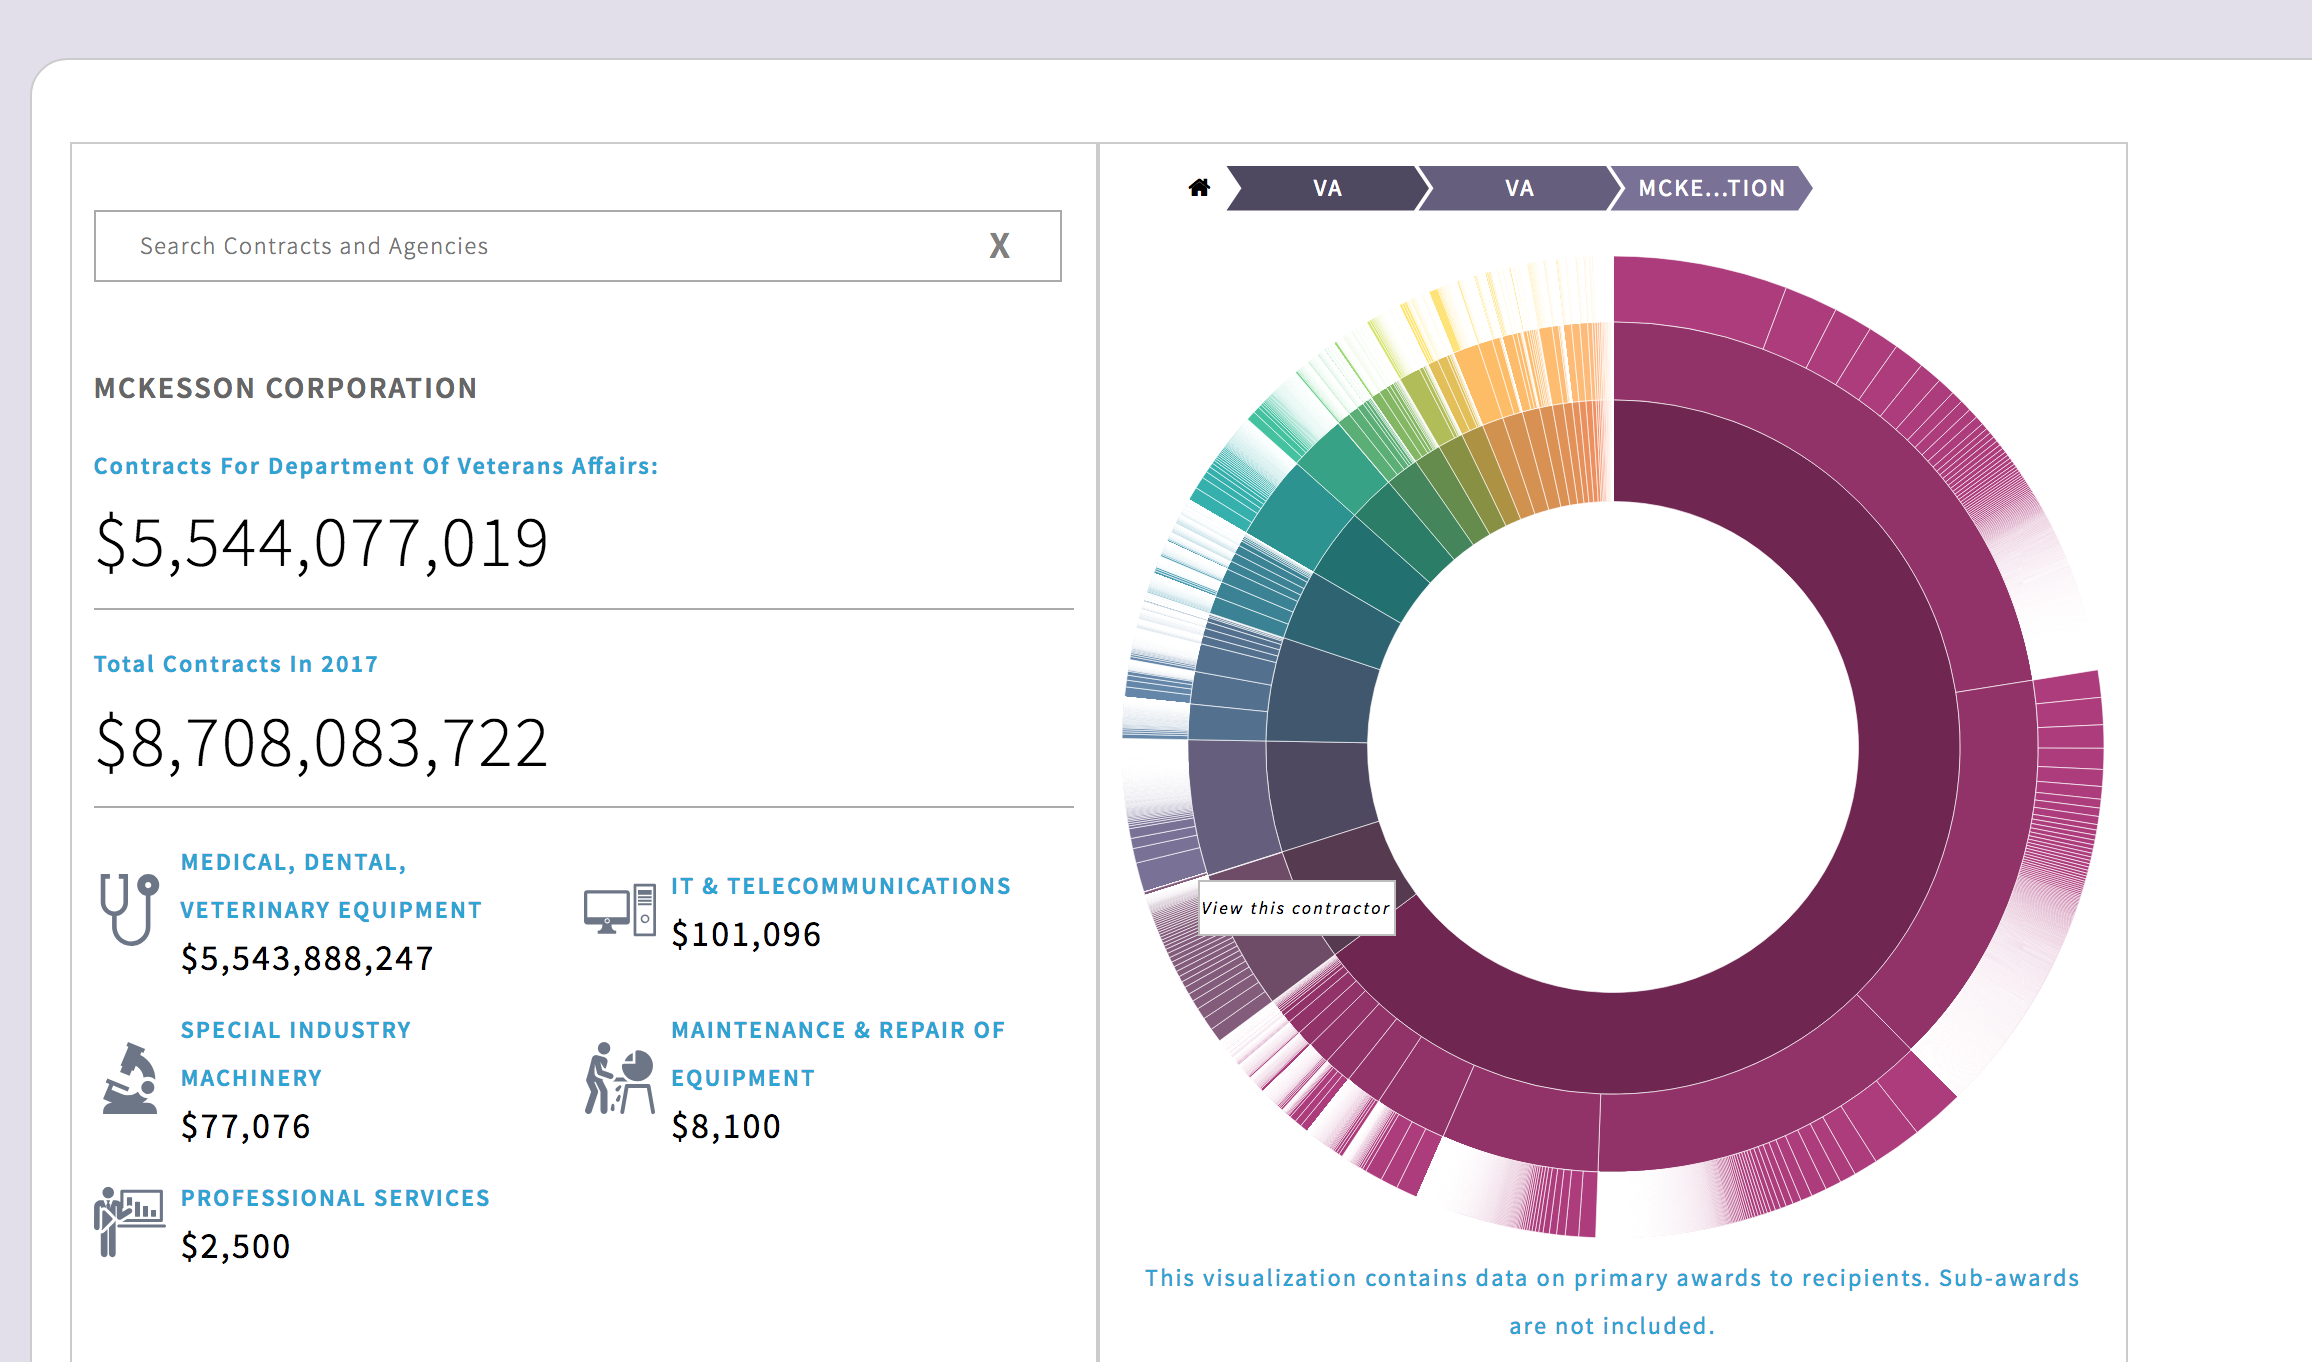 Search Contracts and Agencies X
MCKESSON CORPORATION
Contracts For Department Of Veterans Affairs:
$5,544,077,019
Total Contracts In 2017
$8,708,083,722
MEDICAL, DENTAL,
VETERINARY EQUIPMENT
$5,543,888,247
IT & TELECOMMUNICATIONS
$101,096
SPECIAL INDUSTRY
MACHINERY
$77,076
MAINTENANCE & REPAIR OF
EQUIPMENT
$8,100
PROFESSIONAL SERVICES
$2,500
VA VA MCKE...TION
View this contractor
This visualization contains data on primary awards to recipients. Sub-awards
are not included.